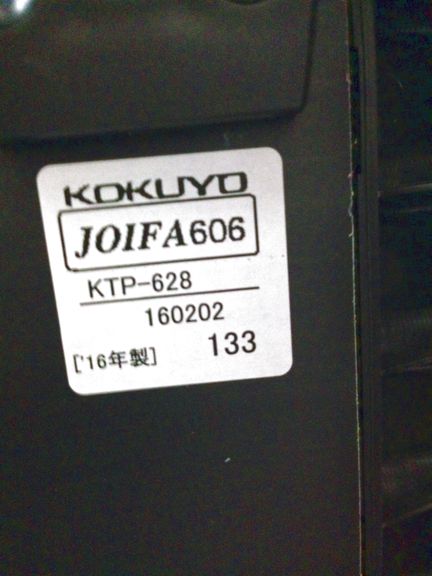 KOKUYO
JOIFA606
KTP-628
160202
['16年製] 133